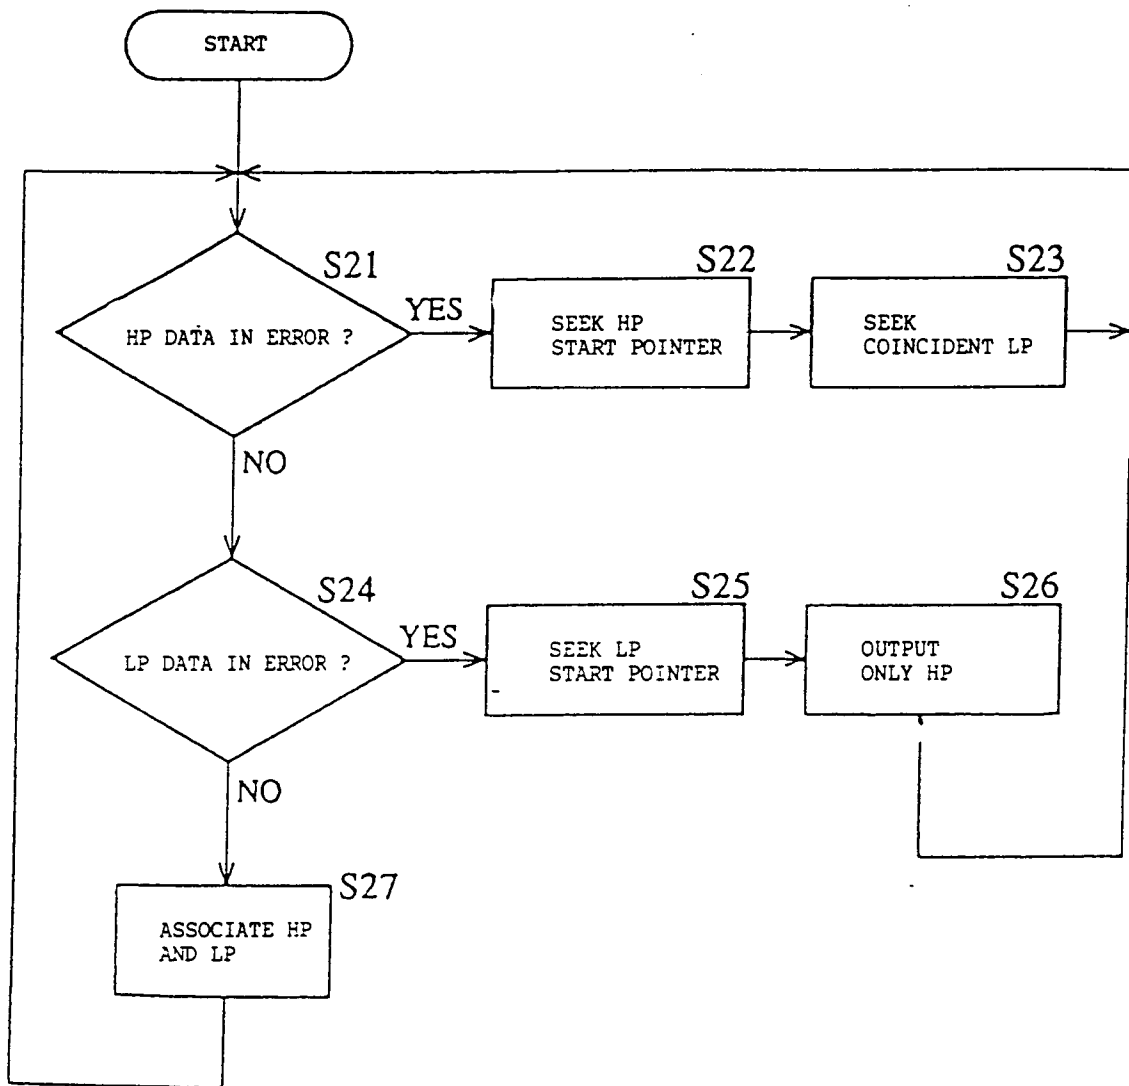 START
S21
HP DATA IN ERROR ?
YES
S22
SEEK HP
START POINTER
S23
SEEK
COINCIDENT LP
NO
S24
LP DATA IN ERROR ?
YES
S25
SEEK LP
START POINTER
S26
OUTPUT
ONLY HP
NO
S27
ASSOCIATE HP
AND LP